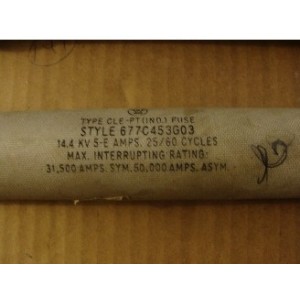 TYPE CLE-PT (NO.) FUSE
STYLE 677C453G03
14.4 KV 5-E AMPS. 25/60 CYCLES
MAX. INTERRUPTING RATING:
31,500 AMPS. SYM. 50,000 AMPS. ASYM.